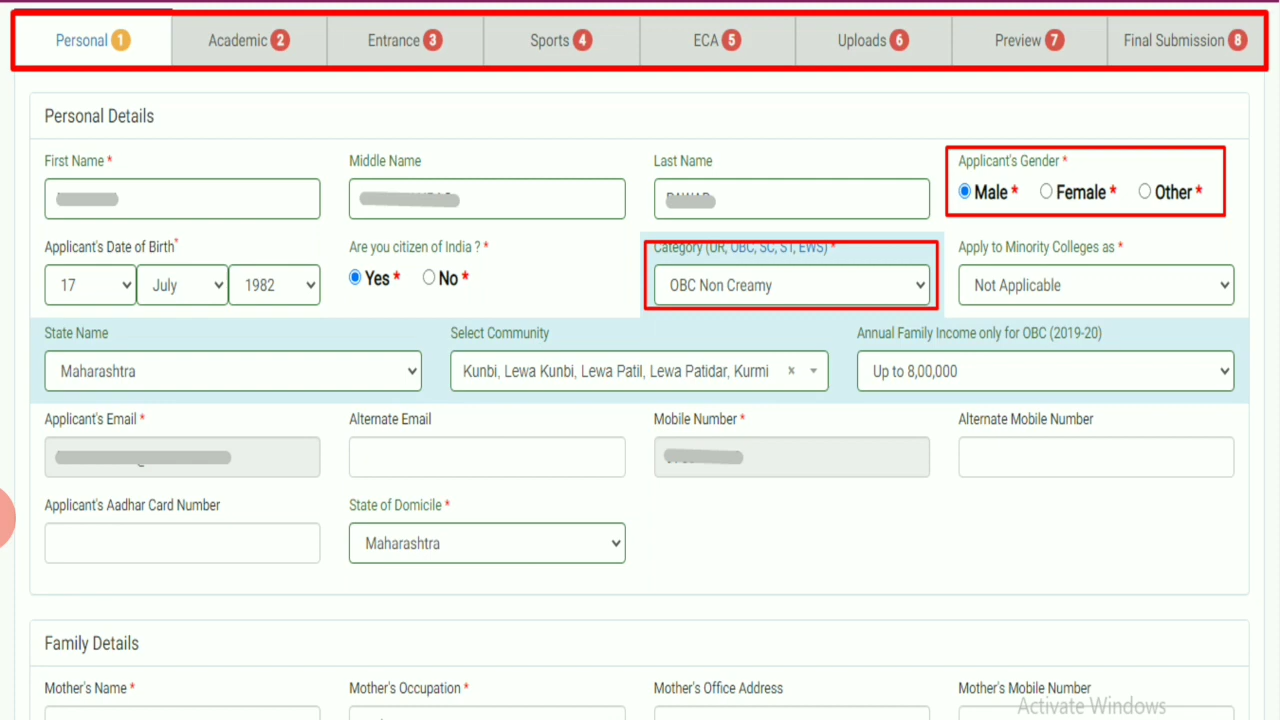 Personal 1 Academic 2 Entrance 3 Sports 4 ECA 5 Uploads 6 Preview 7 Final Submission 8
Personal Details
First Name * Middle Name Last Name Applicant's Gender *
Male * Female * Other *
Applicant's Date of Birth* Are you citizen of India ? * Category (UR, OBC, SC, ST, EWS) * Apply to Minority Colleges as *
17 July 1982 Yes * No * OBC Non Creamy Not Applicable
State Name Select Community Annual Family Income only for OBC (2019-20)
Maharashtra Kunbi, Lewa Kunbi, Lewa Patil, Lewa Patidar, Kurmi x Up to 8,00,000
Applicant's Email * Alternate Email Mobile Number * Alternate Mobile Number
Applicant's Aadhar Card Number State of Domicile *
Maharashtra
Family Details
Mother's Name * Mother's Occupation * Mother's Office Address Mother's Mobile Number
Activate Windows